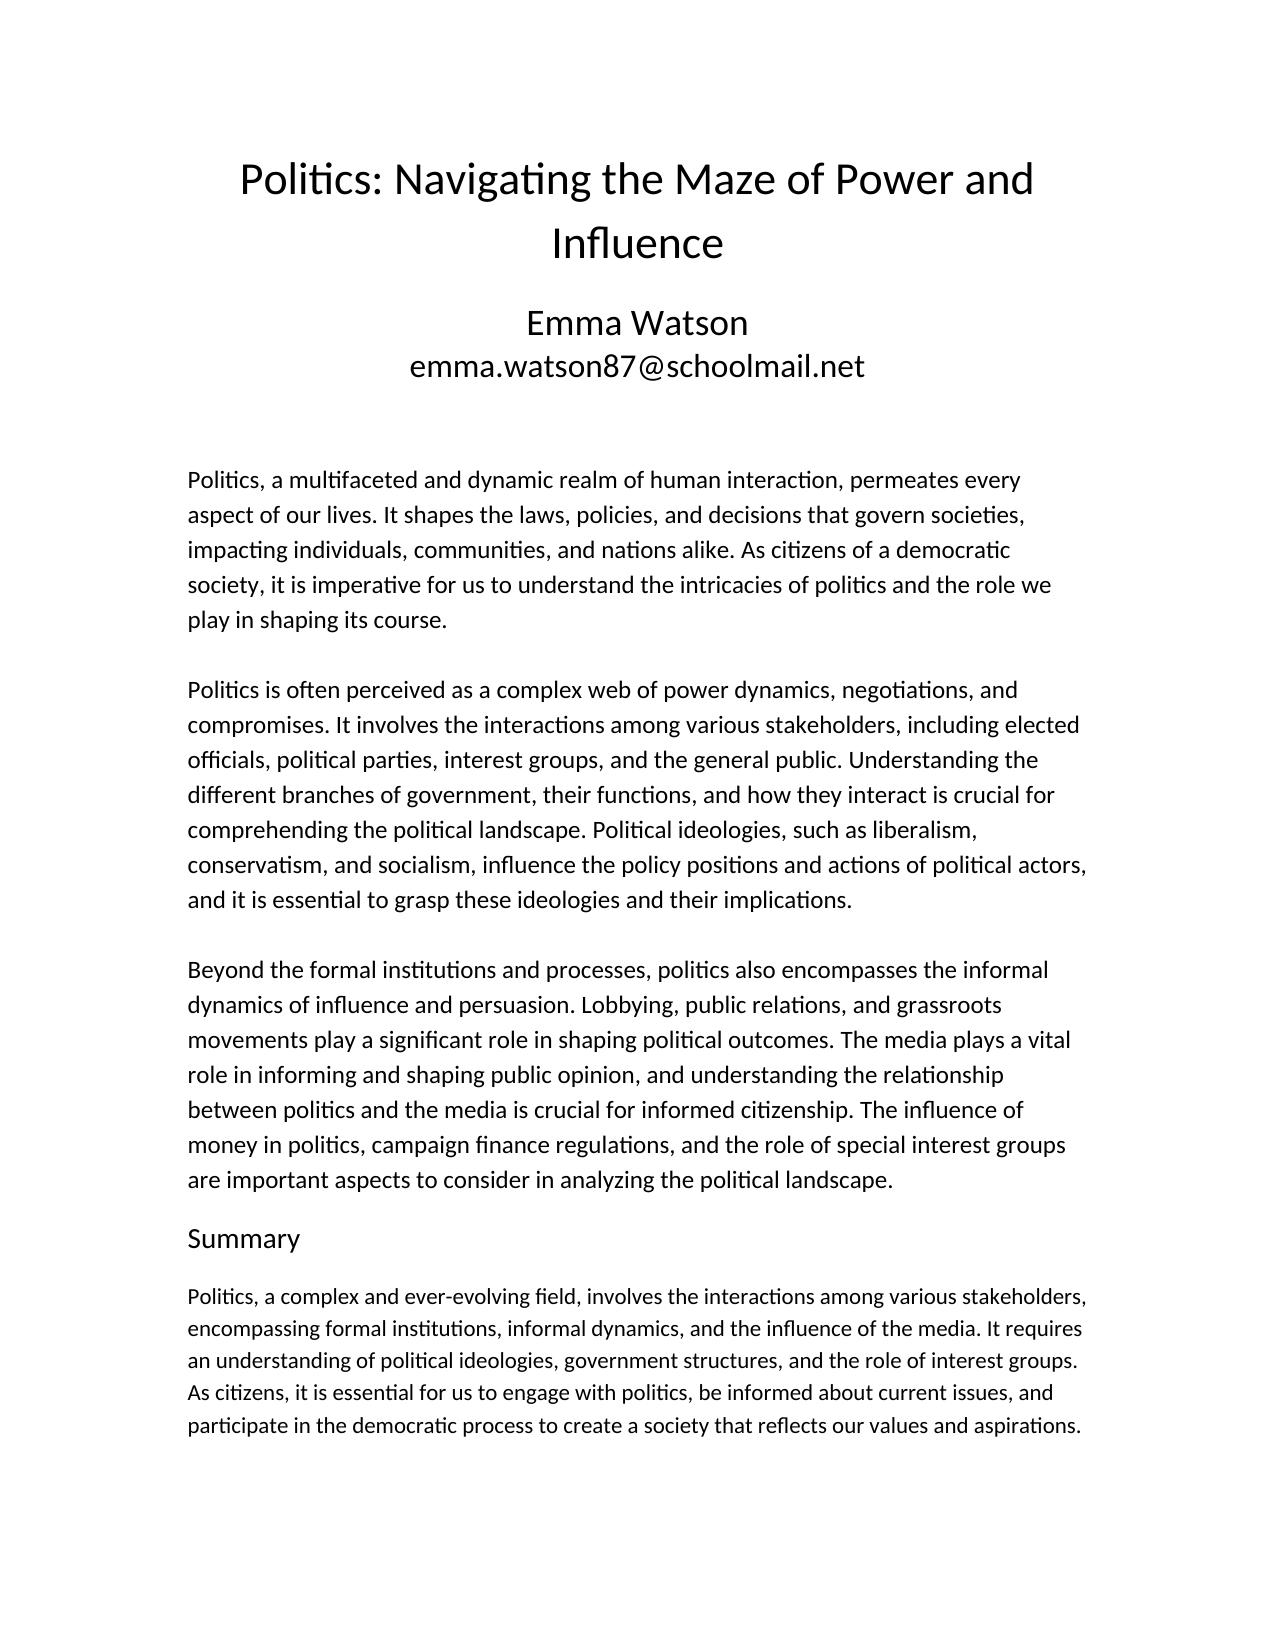 Politics: Navigating the Maze of Power and
Influence
Emma Watson
emma.watson87@schoolmail.net
Politics, a multifaceted and dynamic realm of human interaction, permeates every
aspect of our lives. It shapes the laws, policies, and decisions that govern societies,
impacting individuals, communities, and nations alike. As citizens of a democratic
society, it is imperative for us to understand the intricacies of politics and the role we
play in shaping its course.
Politics is often perceived as a complex web of power dynamics, negotiations, and
compromises. It involves the interactions among various stakeholders, including elected
officials, political parties, interest groups, and the general public. Understanding the
different branches of government, their functions, and how they interact is crucial for
comprehending the political landscape. Political ideologies, such as liberalism,
conservatism, and socialism, influence the policy positions and actions of political actors,
and it is essential to grasp these ideologies and their implications.
Beyond the formal institutions and processes, politics also encompasses the informal
dynamics of influence and persuasion. Lobbying, public relations, and grassroots
movements play a significant role in shaping political outcomes. The media plays a vital
role in informing and shaping public opinion, and understanding the relationship
between politics and the media is crucial for informed citizenship. The influence of
money in politics, campaign finance regulations, and the role of special interest groups
are important aspects to consider in analyzing the political landscape.
Summary
Politics, a complex and ever-evolving field, involves the interactions among various stakeholders,
encompassing formal institutions, informal dynamics, and the influence of the media. It requires
an understanding of political ideologies, government structures, and the role of interest groups.
As citizens, it is essential for us to engage with politics, be informed about current issues, and
participate in the democratic process to create a society that reflects our values and aspirations.